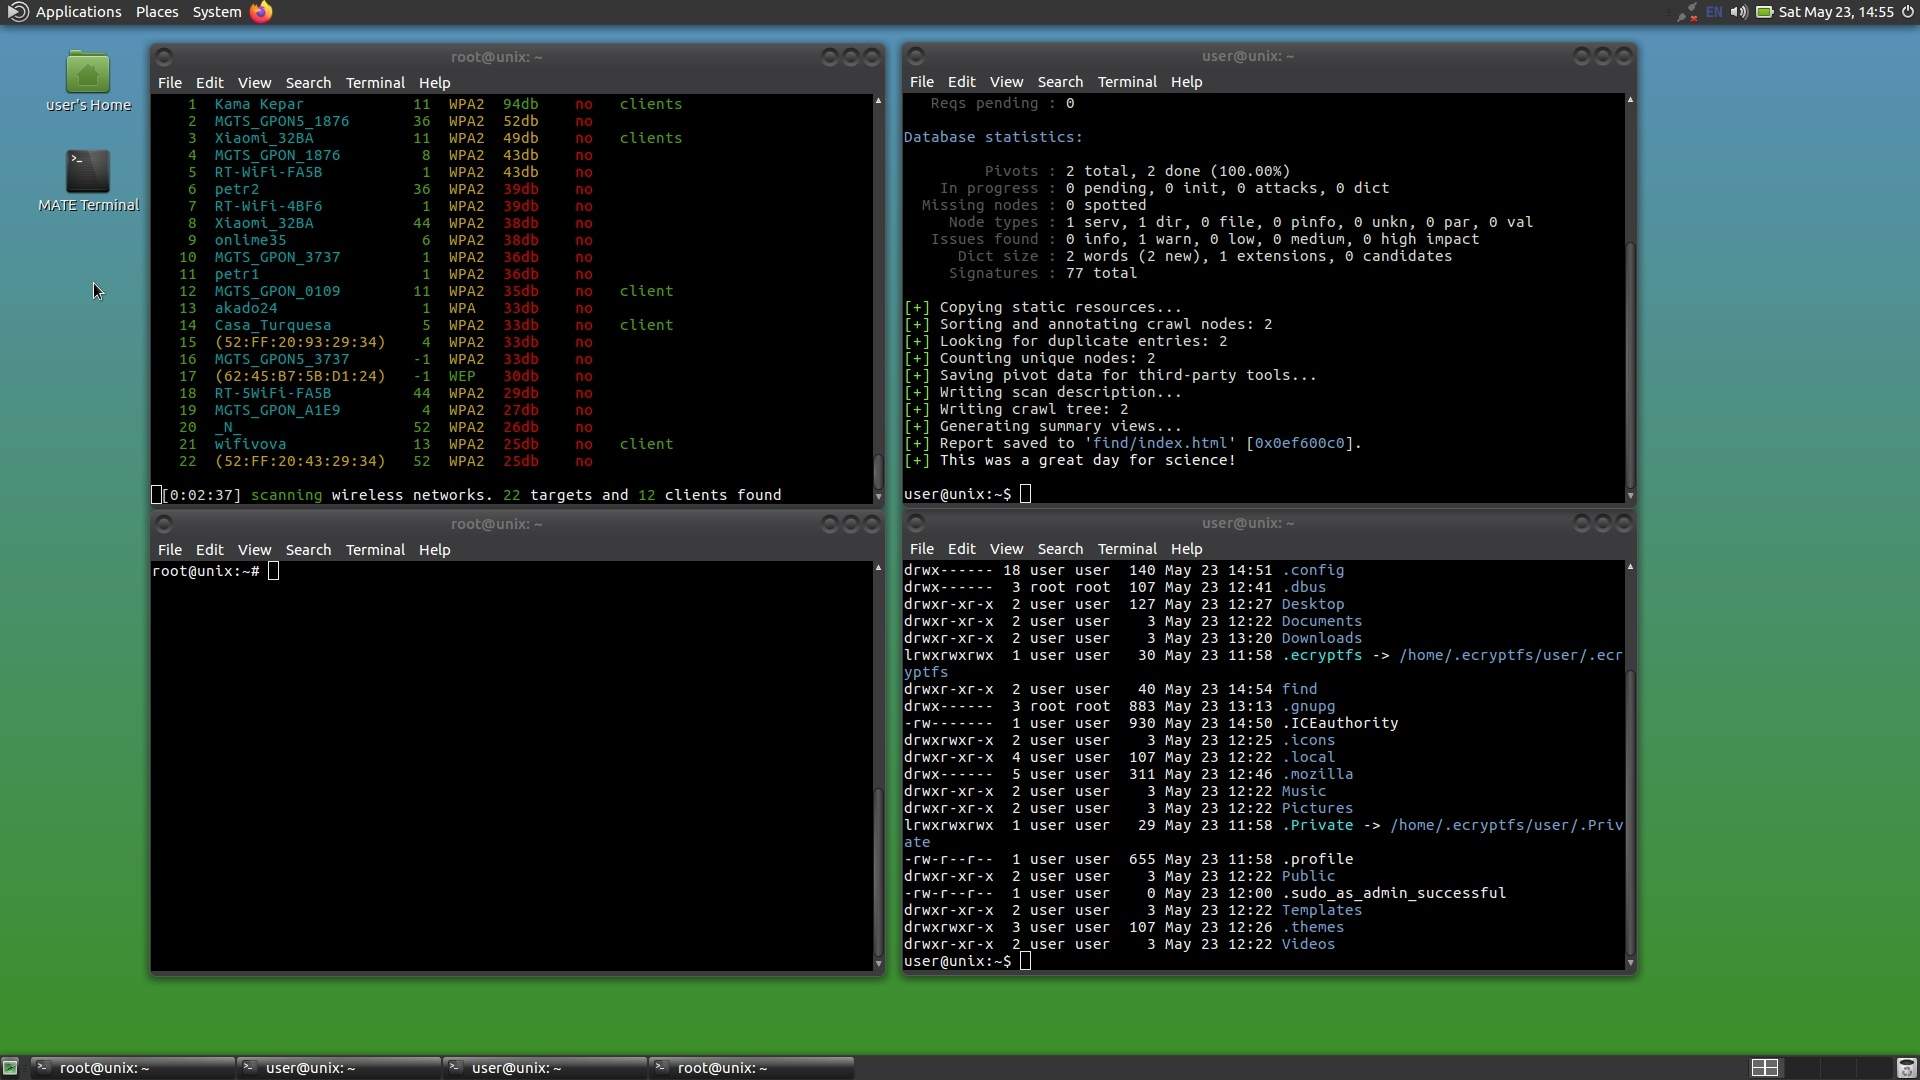 Applications Places System EN Sat May 23, 14:55
user's Home
MATE Terminal
root@unix: ~
File Edit View Search Terminal Help
1 Kama Kepar 11 WPA2 94db no clients
2 MGTS_GPON5_1876 36 WPA2 52db no
3 Xiaomi_32BA 11 WPA2 49db no clients
4 MGTS_GPON_1876 8 WPA2 43db no
5 RT-WiFi-FA5B 1 WPA2 43db no
6 petr2 36 WPA2 39db no
7 RT-WiFi-4BF6 1 WPA2 39db no
8 Xiaomi_32BA 44 WPA2 38db no
9 onlime35 6 WPA2 38db no
10 MGTS_GPON_3737 1 WPA2 36db no
11 petr1 1 WPA2 36db no
12 MGTS_GPON_0109 11 WPA2 35db no client
13 akado24 1 WPA 33db no
14 Casa_Turquesa 5 WPA2 33db no client
15 (52:FF:20:93:29:34) 4 WPA2 33db no
16 MGTS_GPON5_3737 -1 WPA2 33db no
17 (62:45:B7:5B:D1:24) -1 WEP 30db no
18 RT-5WiFi-FA5B 44 WPA2 29db no
19 MGTS_GPON_A1E9 4 WPA2 27db no
20 _N_ 52 WPA2 26db no
21 wifivova 13 WPA2 25db no client
22 (52:FF:20:43:29:34) 52 WPA2 25db no
[0:02:37] scanning wireless networks. 22 targets and 12 clients found
user@unix: ~
File Edit View Search Terminal Help
Reqs pending : 0
Database statistics:
Pivots : 2 total, 2 done (100.00%)
In progress : 0 pending, 0 init, 0 attacks, 0 dict
Missing nodes : 0 spotted
Node types : 1 serv, 1 dir, 0 file, 0 pinfo, 0 unkn, 0 par, 0 val
Issues found : 0 info, 1 warn, 0 low, 0 medium, 0 high impact
Dict size : 2 words (2 new), 1 extensions, 0 candidates
Signatures : 77 total
[+] Copying static resources...
[+] Sorting and annotating crawl nodes: 2
[+] Looking for duplicate entries: 2
[+] Counting unique nodes: 2
[+] Saving pivot data for third-party tools...
[+] Writing scan description...
[+] Writing crawl tree: 2
[+] Generating summary views...
[+] Report saved to 'find/index.html' [0x0ef600c0].
[+] This was a great day for science!
user@unix:~$
root@unix: ~
File Edit View Search Terminal Help
root@unix:~#
user@unix: ~
File Edit View Search Terminal Help
drwx------ 18 user user 140 May 23 14:51 .config
drwx------ 3 root root 107 May 23 12:41 .dbus
drwxr-xr-x 2 user user 127 May 23 12:27 Desktop
drwxr-xr-x 2 user user 3 May 23 12:22 Documents
drwxr-xr-x 2 user user 3 May 23 13:20 Downloads
lrwxrwxrwx 1 user user 30 May 23 11:58 .ecryptfs -> /home/.ecryptfs/user/.ecr
yptfs
drwxr-xr-x 2 user user 40 May 23 14:54 find
drwx------ 3 root root 883 May 23 13:13 .gnupg
-rw------- 1 user user 930 May 23 14:50 .ICEauthority
drwxrwxr-x 2 user user 3 May 23 12:25 .icons
drwxr-xr-x 4 user user 107 May 23 12:22 .local
drwx------ 5 user user 311 May 23 12:46 .mozilla
drwxr-xr-x 2 user user 3 May 23 12:22 Music
drwxr-xr-x 2 user user 3 May 23 12:22 Pictures
lrwxrwxrwx 1 user user 29 May 23 11:58 .Private -> /home/.ecryptfs/user/.Priv
ate
-rw-r--r-- 1 user user 655 May 23 11:58 .profile
drwxr-xr-x 2 user user 3 May 23 12:22 Public
-rw-r--r-- 1 user user 0 May 23 12:00 .sudo_as_admin_successful
drwxr-xr-x 2 user user 3 May 23 12:22 Templates
drwxrwxr-x 3 user user 107 May 23 12:26 .themes
drwxr-xr-x 2 user user 3 May 23 12:22 Videos
user@unix:~$
root@unix: ~ user@unix: ~ user@unix: ~ root@unix: ~